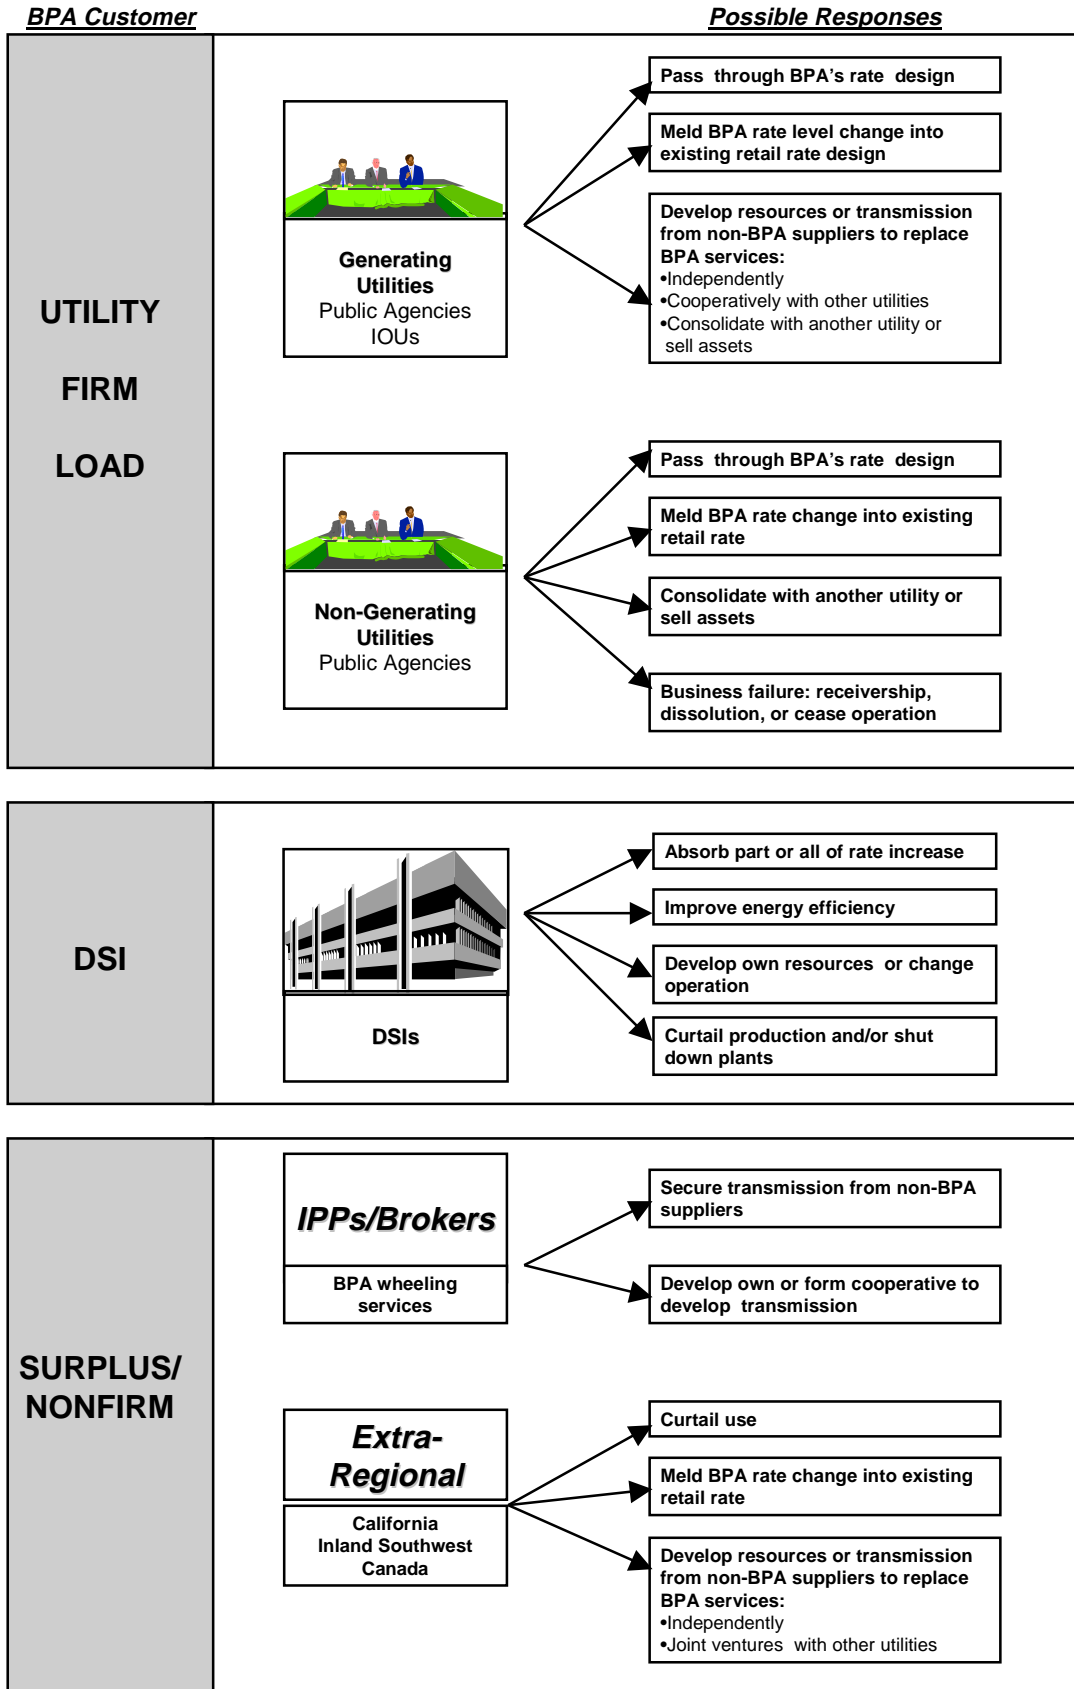 BPA Customer
Possible Responses
UTILITY
FIRM
LOAD
Generating
Utilities
Public Agencies
IOUs
Pass through BPA's rate design
Meld BPA rate level change into
existing retail rate design
Develop resources or transmission
from non-BPA suppliers to replace
BPA services:
•Independently
•Cooperatively with other utilities
•Consolidate with another utility or
sell assets
Non-Generating
Utilities
Public Agencies
Pass through BPA's rate design
Meld BPA rate change into existing
retail rate
Consolidate with another utility or
sell assets
Business failure: receivership,
dissolution, or cease operation
DSI
DSIs
Absorb part or all of rate increase
Improve energy efficiency
Develop own resources or change
operation
Curtail production and/or shut
down plants
SURPLUS/
NONFIRM
IPPs/Brokers
BPA wheeling
services
Secure transmission from non-BPA
suppliers
Develop own or form cooperative to
develop transmission
Extra-
Regional
California
Inland Southwest
Canada
Curtail use
Meld BPA rate change into existing
retail rate
Develop resources or transmission
from non-BPA suppliers to replace
BPA services:
•Independently
•Joint ventures with other utilities